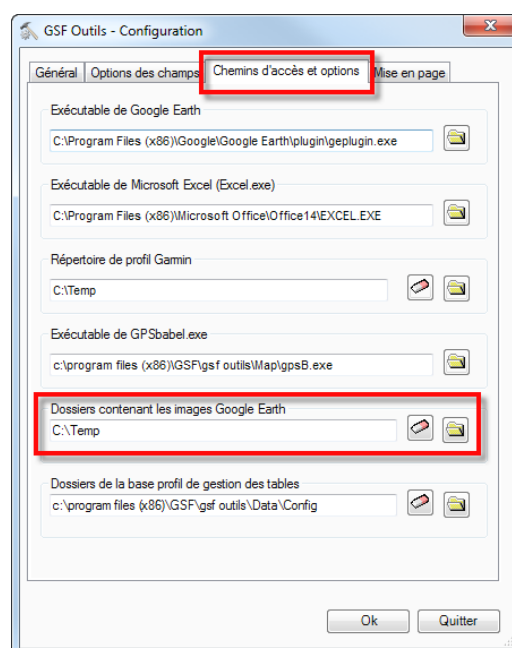 GSF Outils - Configuration
Général Options des champs Chemins d'accès et options Mise en page
Exécutable de Google Earth
C:\Program Files (x86)\Google\Google Earth\plugin\geplugin.exe
Exécutable de Microsoft Excel (Excel.exe)
C:\Program Files (x86)\Microsoft Office\Office14\EXCEL.EXE
Répertoire de profil Garmin
C:\Temp
Exécutable de GPSbabel.exe
c:\program files (x86)\GSF\gsf outils\Map\gpsB.exe
Dossiers contenant les images Google Earth
C:\Temp
Dossiers de la base profil de gestion des tables
c:\program files (x86)\GSF\gsf outils\Data\Config
Ok Quitter